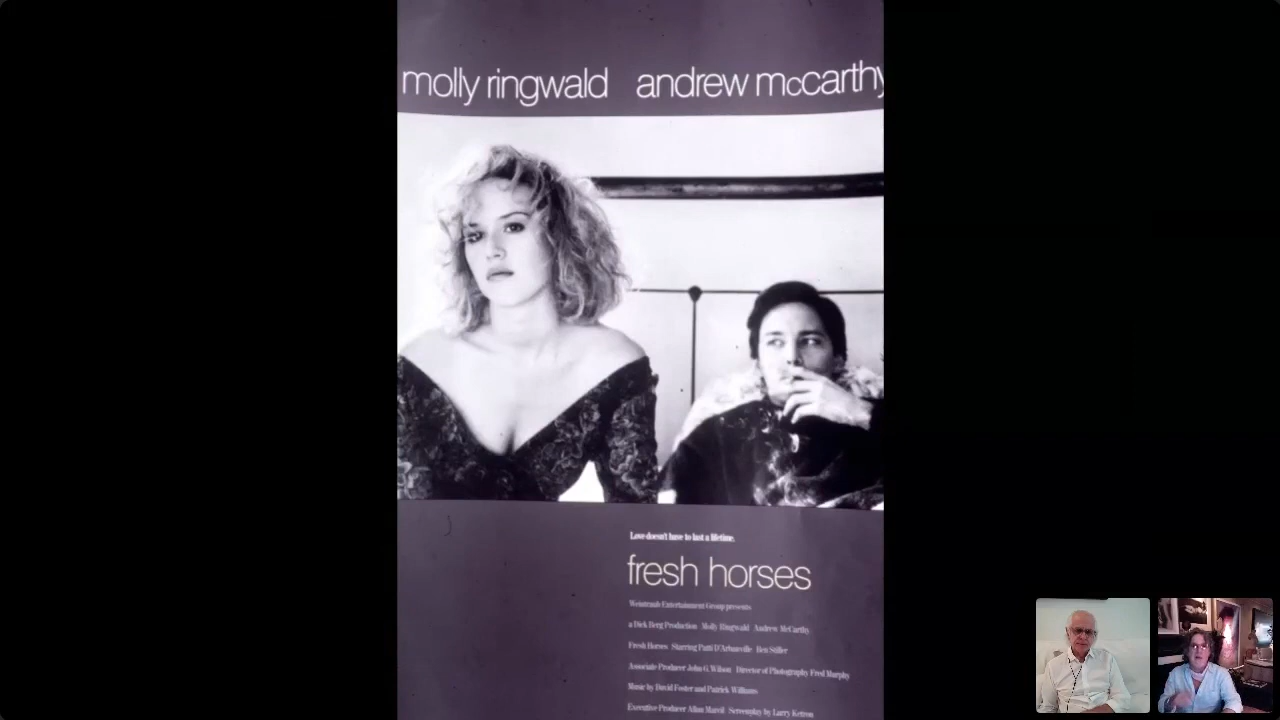 molly ringwald andrew mccarthy
Love doesn't have to last a lifetime.
fresh horses
Weintraub Entertainment Group presents
a Dick Berg Production Molly Ringwald Andrew McCarthy
Fresh Horses Starring Patti D'Arbanville Ben Stiller
Associate Producer John G. Wilson Director of Photography Fred Murphy
Music by David Foster and Patrick Williams
Executive Producer Allan Marcil Screenplay by Larry Ketron